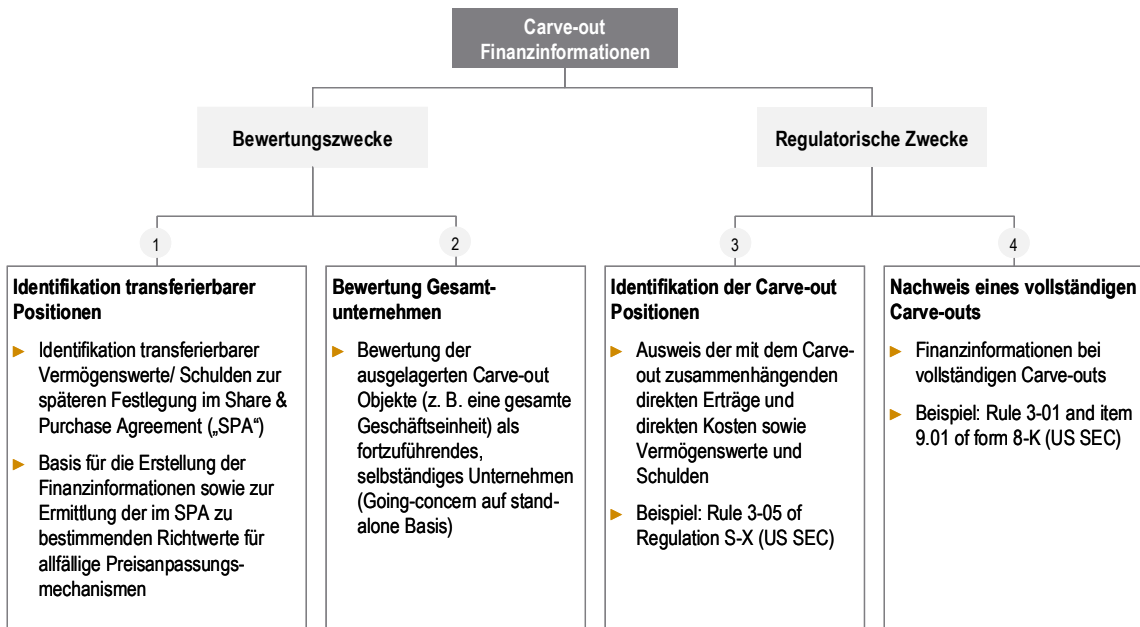 Carve-out
Finanzinformationen
Bewertungszwecke
Regulatorische Zwecke
1
Identifikation transferierbarer
Positionen
► Identifikation transferierbarer
Vermögenswerte/ Schulden zur
späteren Festlegung im Share &
Purchase Agreement („SPA“)
► Basis für die Erstellung der
Finanzinformationen sowie zur
Ermittlung der im SPA zu
bestimmenden Richtwerte für
allfällige Preisanpassungs-
mechanismen
2
Bewertung Gesamt-
unternehmen
► Bewertung der
ausgelagerten Carve-out
Objekte (z. B. eine gesamte
Geschäftseinheit) als
fortzuführendes,
selbständiges Unternehmen
(Going-concern auf stand-
alone Basis)
3
Identifikation der Carve-out
Positionen
► Ausweis der mit dem Carve-
out zusammenhängenden
direkten Erträge und
direkten Kosten sowie
Vermögenswerte und
Schulden
► Beispiel: Rule 3-05 of
Regulation S-X (US SEC)
4
Nachweis eines vollständigen
Carve-outs
► Finanzinformationen bei
vollständigen Carve-outs
► Beispiel: Rule 3-01 and item
9.01 of form 8-K (US SEC)